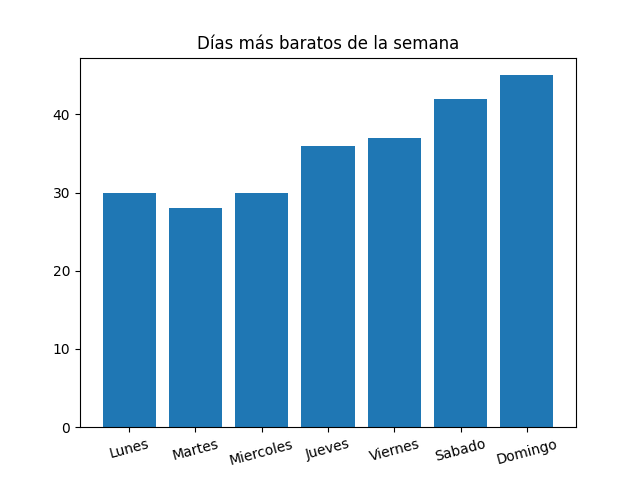 Días más baratos de la semana
40
30
20
10
0
Lunes
Martes
Miercoles
Jueves
Viernes
Sabado
Domingo